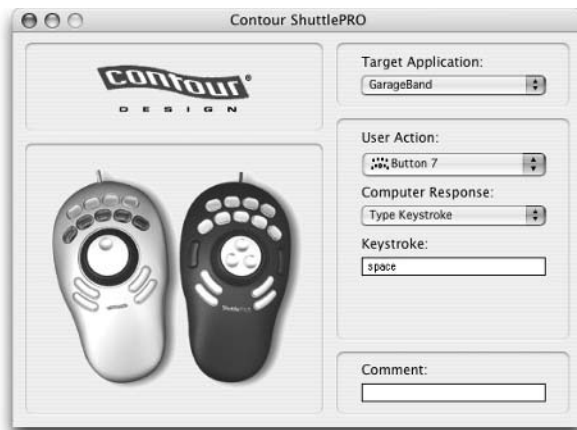 Contour ShuttlePRO
contour®
DESIGN
Target Application:
GarageBand
User Action:
Button 7
Computer Response:
Type Keystroke
Keystroke:
space
Comment: